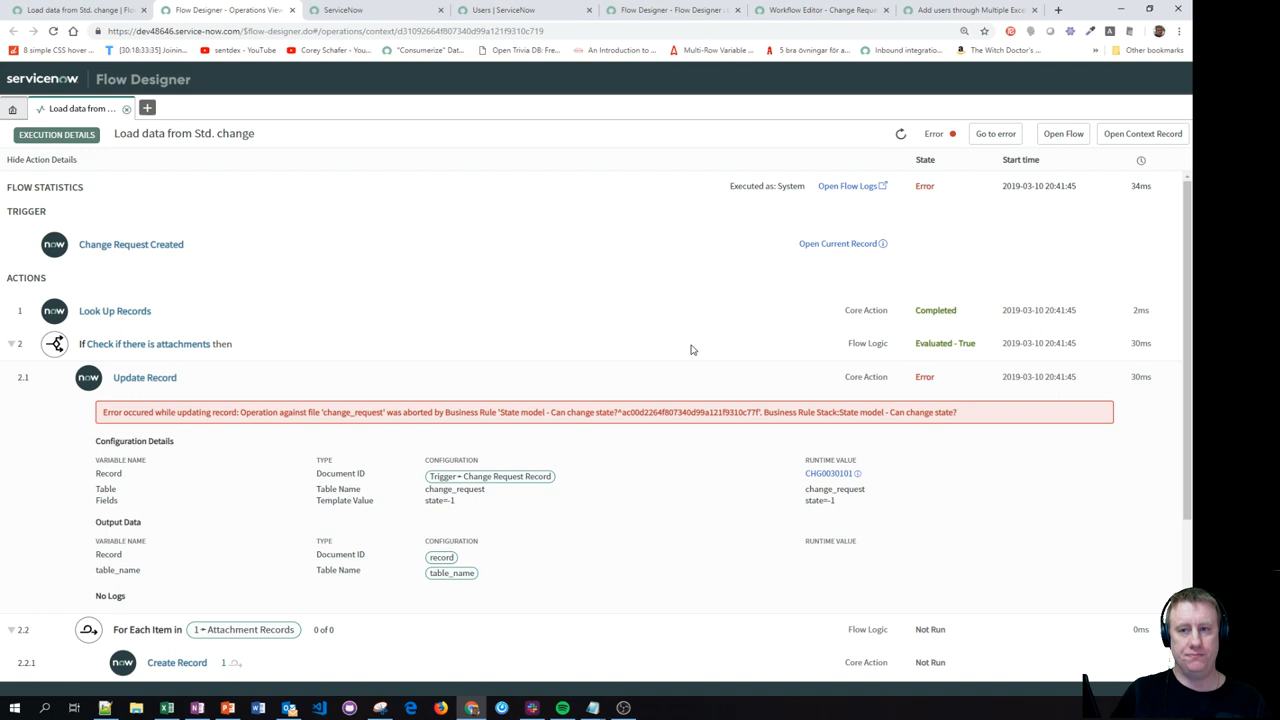 Load data from Std. change | Flow
Flow Designer - Operations View
ServiceNow
Users | ServiceNow
Flow Designer - Flow Designer
Workflow Editor - Change Reque
Add users through Multiple Exce
https://dev48646.service-now.com/$flow-designer.do#/operations/context/d31092664f807340d99a121f9310c719
8 simple CSS hover ...
[30:18:33:35] Joinin...
sentdex - YouTube
Corey Schafer - You...
"Consumerize" Dat...
Open Trivia DB: Fre...
An Introduction to ...
Multi-Row Variable ...
5 bra övningar för a...
Inbound integratio...
The Witch Doctor's ...
»
Other bookmarks
servicenow Flow Designer
Load data from ...
EXECUTION DETAILS Load data from Std. change Error Go to error Open Flow Open Context Record
Hide Action Details State Start time
FLOW STATISTICS Executed as: System Open Flow Logs Error 2019-03-10 20:41:45 34ms
TRIGGER
now Change Request Created Open Current Record
ACTIONS
1 now Look Up Records Core Action Completed 2019-03-10 20:41:45 2ms
2 If Check if there is attachments then Flow Logic Evaluated - True 2019-03-10 20:41:45 30ms
2.1 now Update Record Core Action Error 2019-03-10 20:41:45 30ms
Error occured while updating record: Operation against file 'change_request' was aborted by Business Rule 'State model - Can change state?^ac00d2264f807340d99a121f9310c77f'. Business Rule Stack:State model - Can change state?
Configuration Details
VARIABLE NAME TYPE CONFIGURATION RUNTIME VALUE
Record Document ID Trigger➛Change Request Record CHG0030101
Table Table Name change_request change_request
Fields Template Value state=-1 state=-1
Output Data
VARIABLE NAME TYPE CONFIGURATION RUNTIME VALUE
Record Document ID record
table_name Table Name table_name
No Logs
2.2 For Each Item in 1➛Attachment Records 0 of 0 Flow Logic Not Run 0ms
2.2.1 now Create Record 1 Core Action Not Run